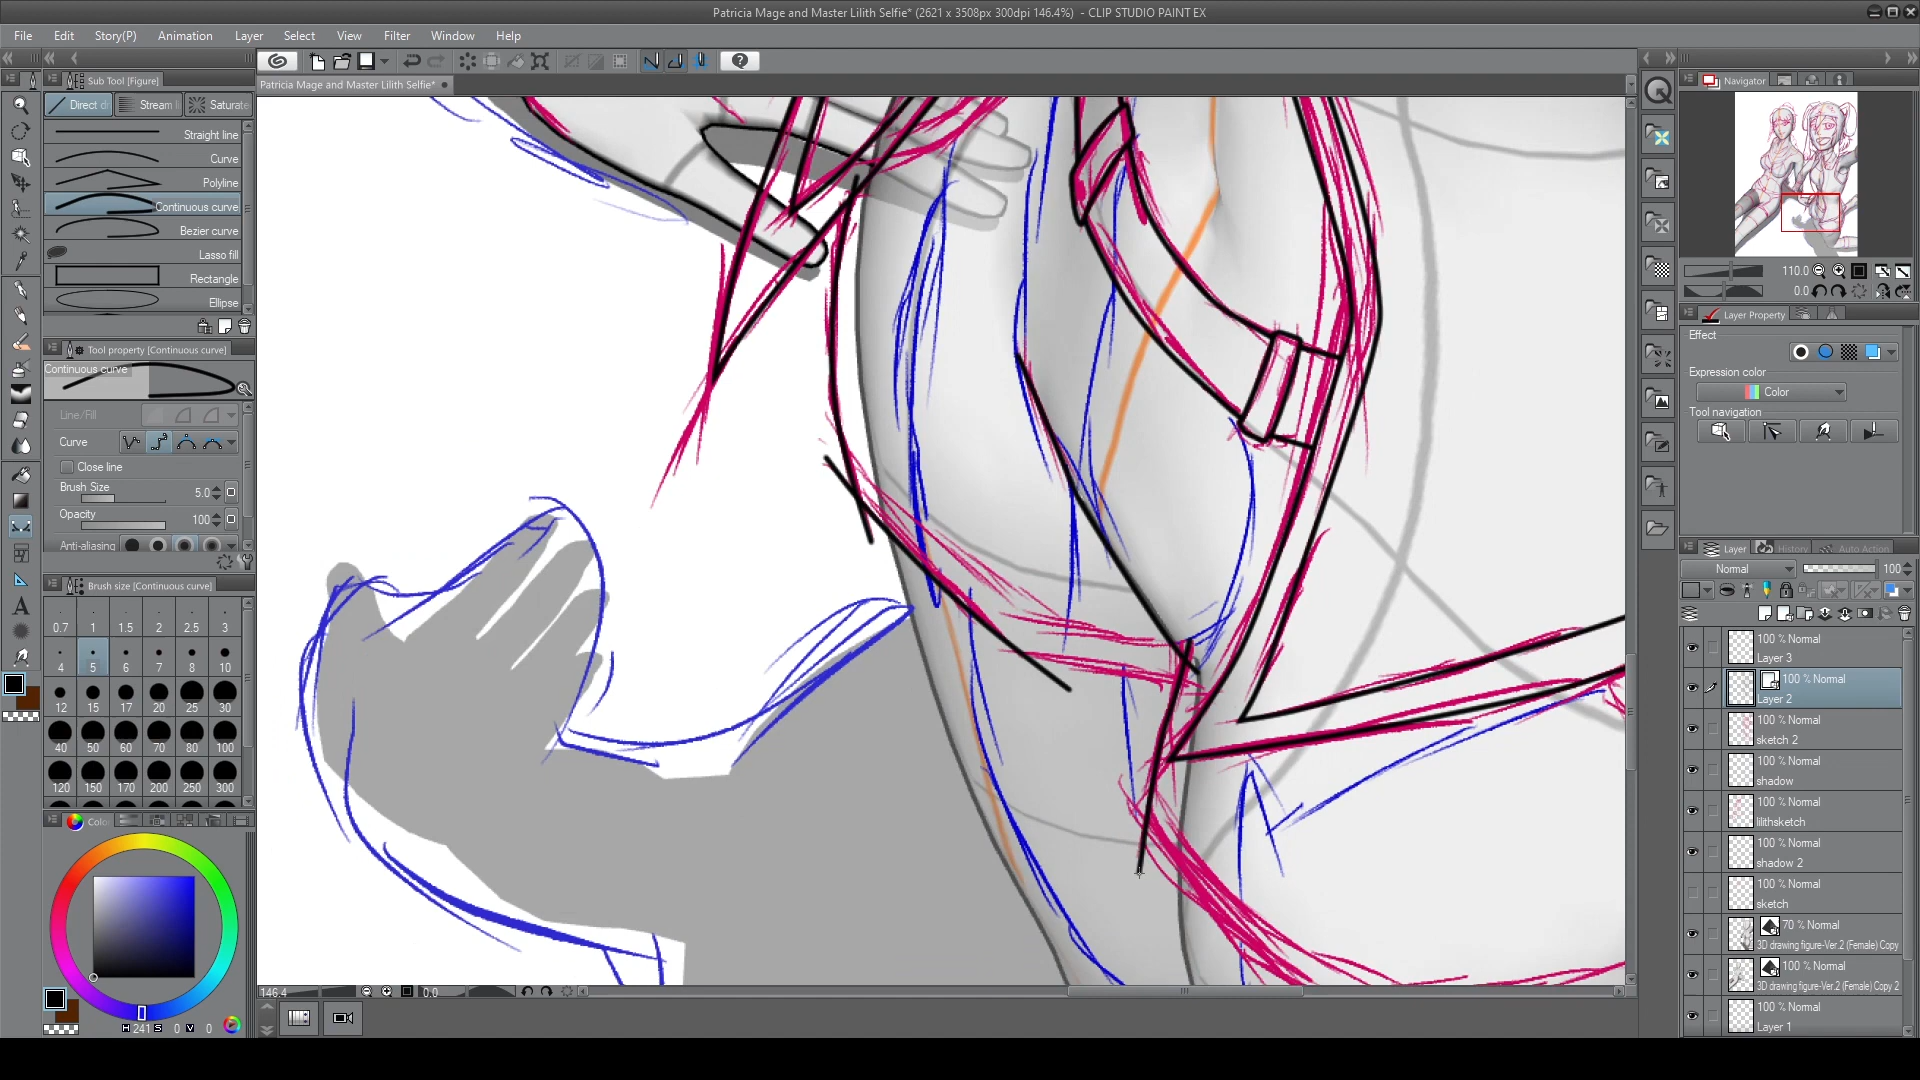 Patricia Mage and Master Lilith Selfie* (2621 x 3508px 300dpi 146.4%) - CLIP STUDIO PAINT EX
File Edit Story(P) Animation Layer Select View Filter Window Help
Sub Tool [Figure]
Patricia Mage and Master Lilith Selfie*
Navigator
Direct dr Stream l Saturate
Straight line
Curve
Polyline
Continuous curve
Bezier curve
Lasso fill
Rectangle
Ellipse
Tool property [Continuous curve]
Continuous curve
Line/Fill
Curve
Close line
Brush Size 5.0
Opacity 100
Anti-aliasing
Brush size [Continuous curve]
0.7 1 1.5 2 2.5 3
4 5 6 7 8 10
12 15 17 20 25 30
40 50 60 70 80 100
120 150 170 200 250 300
Colo
H 241 S 0 V 0
146.4 0.0
110.0
0.0
Layer Property
Effect
Expression color
Color
Tool navigation
Layer History Auto Action
Normal 100
100 % Normal
Layer 3
100 % Normal
Layer 2
100 % Normal
sketch 2
100 % Normal
shadow
100 % Normal
lilithsketch
100 % Normal
shadow 2
100 % Normal
sketch
70 % Normal
3D drawing figure-Ver.2 (Female) Copy
100 % Normal
3D drawing figure-Ver.2 (Female) Copy 2
100 % Normal
Layer 1